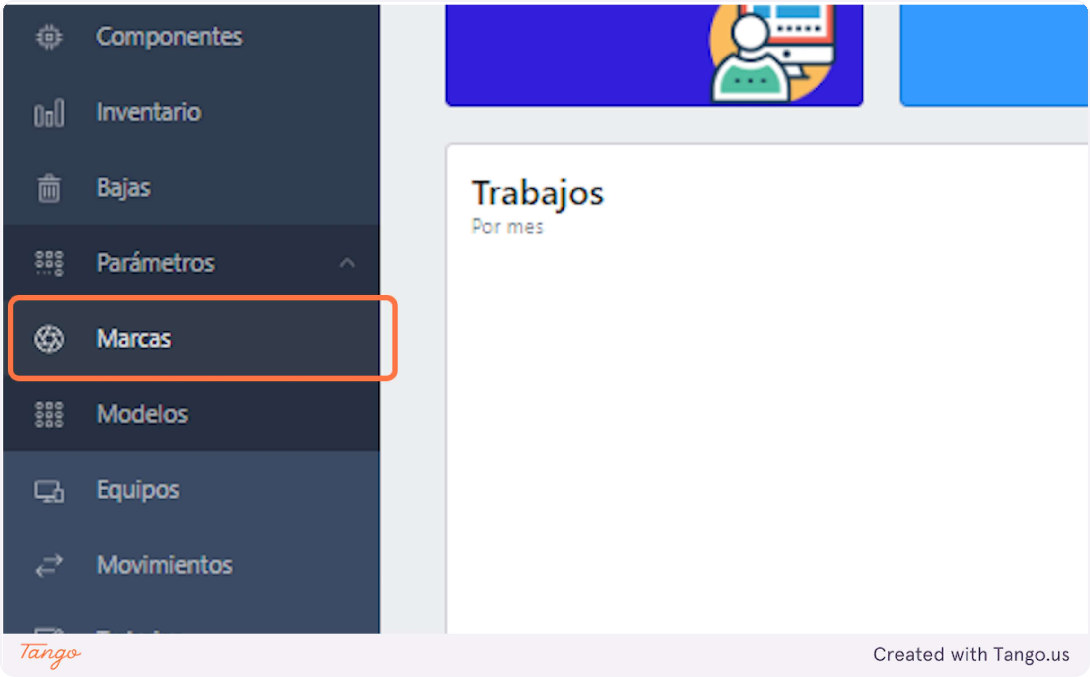 Componentes
Inventario
Bajas
Parámetros
Marcas
Modelos
Equipos
Movimientos
Trabajos
Por mes
Tango
Created with Tango.us